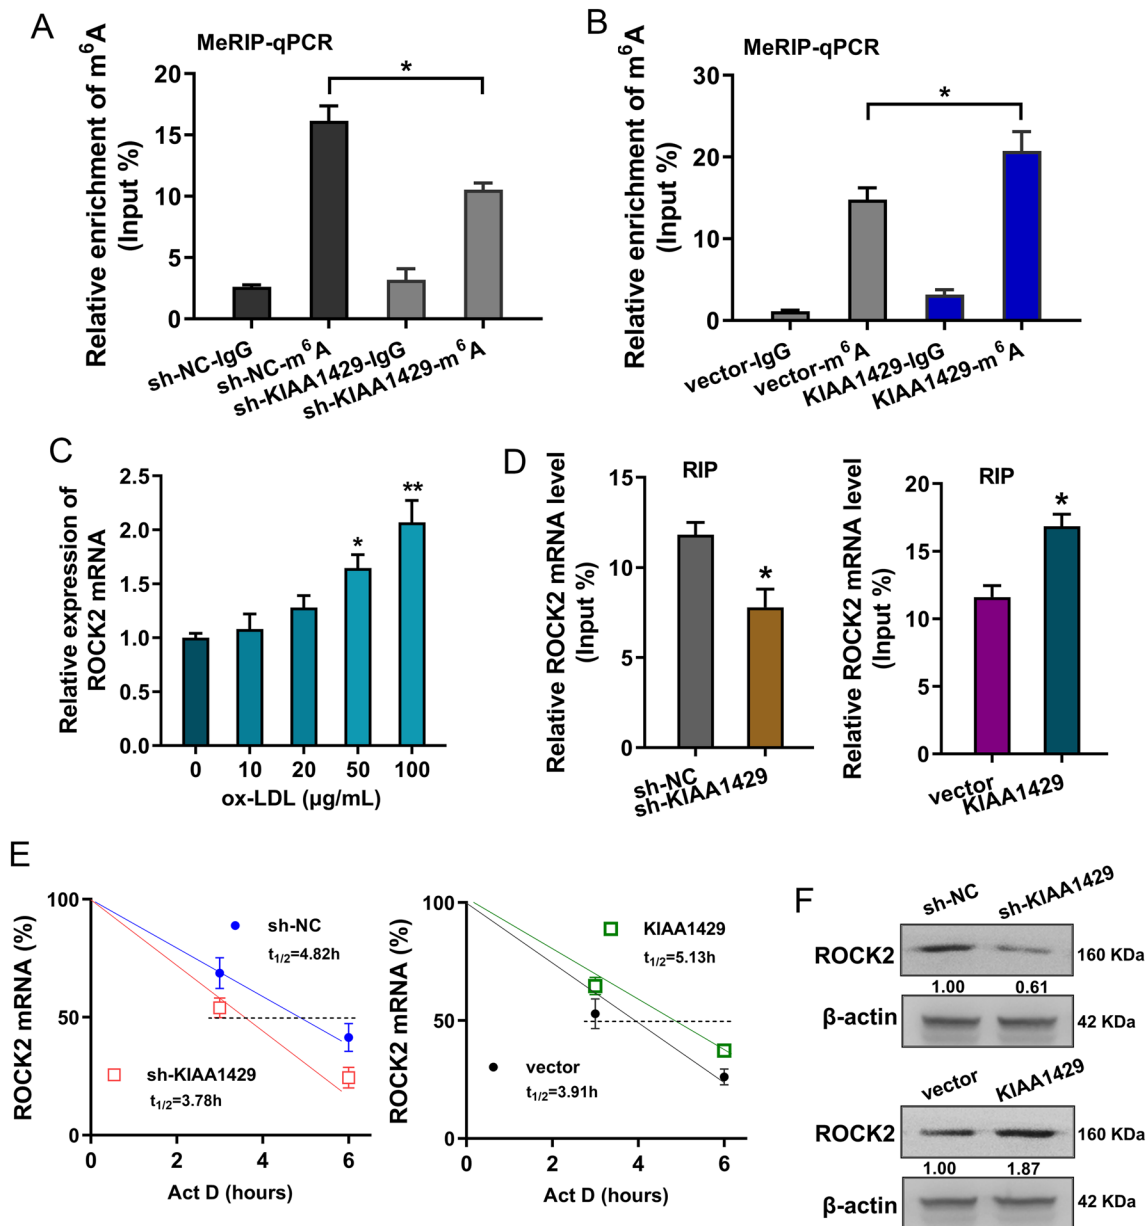 A
MeRIP-qPCR
Relative enrichment of m⁶A
(Input %)
20
15
10
5
0
*
sh-NC-IgG
sh-NC-m⁶A
sh-KIAA1429-IgG
sh-KIAA1429-m⁶A
B
MeRIP-qPCR
Relative enrichment of m⁶A
(Input %)
30
20
10
0
*
vector-IgG
vector-m⁶A
KIAA1429-IgG
KIAA1429-m⁶A
C
Relative expression of
ROCK2 mRNA
2.5
2.0
1.5
1.0
0.5
0.0
*
**
0 10 20 50 100
ox-LDL (μg/mL)
D
RIP
Relative ROCK2 mRNA level
(Input %)
15
10
5
0
*
sh-NC
sh-KIAA1429
RIP
Relative ROCK2 mRNA level
(Input %)
20
15
10
5
0
*
vector
KIAA1429
E
ROCK2 mRNA (%)
100
50
0
sh-NC
t1/2=4.82h
sh-KIAA1429
t1/2=3.78h
0 2 4 6
Act D (hours)
ROCK2 mRNA (%)
100
50
0
KIAA1429
t1/2=5.13h
vector
t1/2=3.91h
0 2 4 6
Act D (hours)
F
sh-NC sh-KIAA1429
ROCK2 160 KDa
1.00 0.61
β-actin 42 KDa
vector KIAA1429
ROCK2 160 KDa
1.00 1.87
β-actin 42 KDa